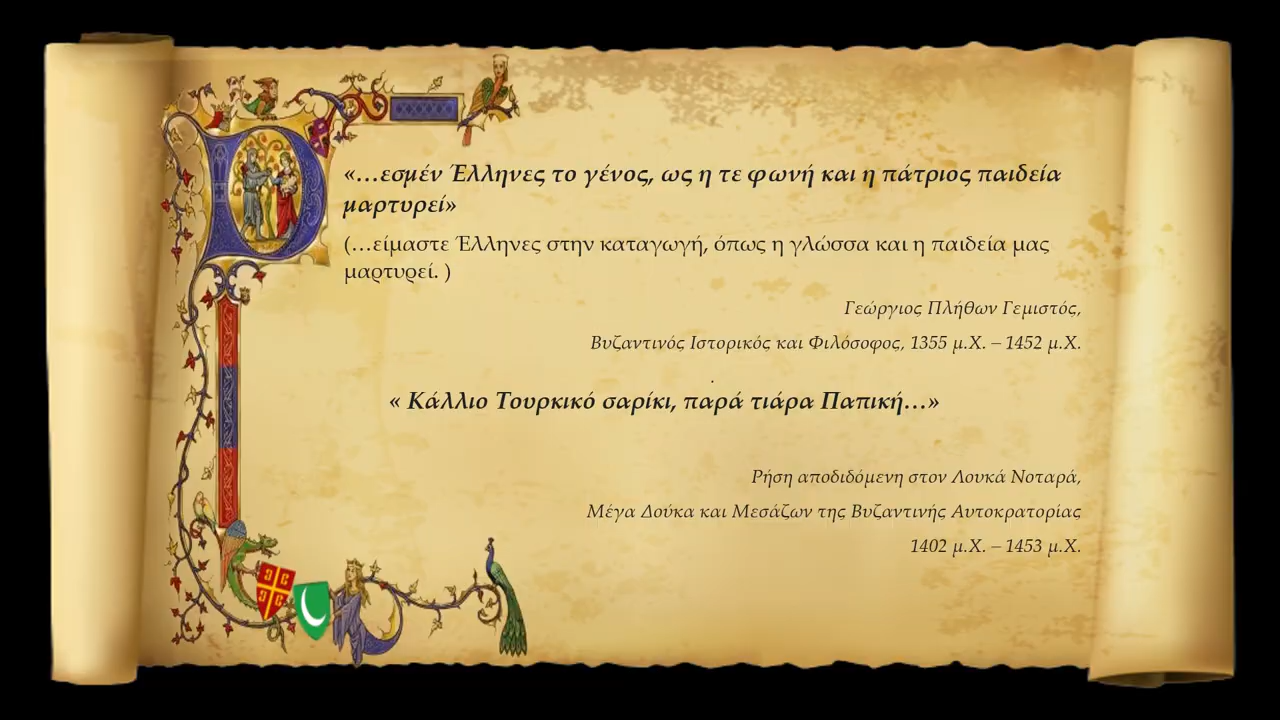 «...εσμέν Έλληνες το γένος, ως η τε φωνή και η πάτριος παιδεία
μαρτυρεί»
(...είμαστε Έλληνες στην καταγωγή, όπως η γλώσσα και η παιδεία μας
μαρτυρεί. )
Γεώργιος Πλήθων Γεμιστός,
Βυζαντινός Ιστορικός και Φιλόσοφος, 1355 μ.Χ. – 1452 μ.Χ.
.
« Κάλλιο Τουρκικό σαρίκι, παρά τιάρα Παπική...»
Ρήση αποδιδόμενη στον Λουκά Νοταρά,
Μέγα Δούκα και Μεσάζων της Βυζαντινής Αυτοκρατορίας
1402 μ.Χ. – 1453 μ.Χ.